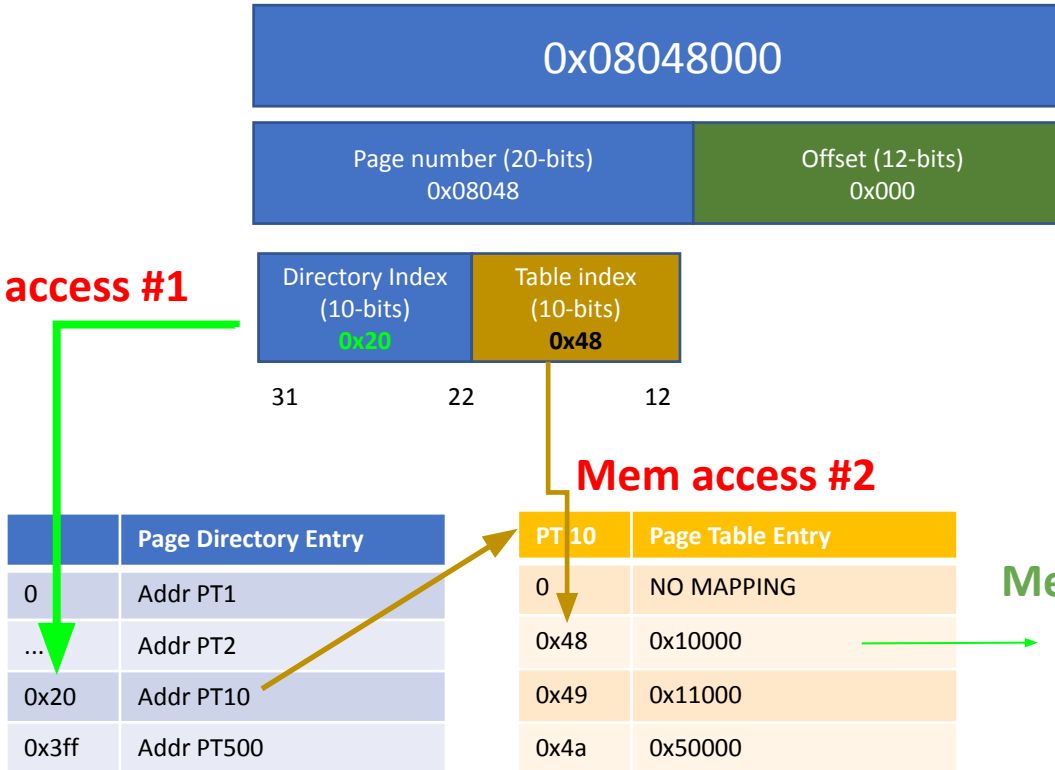 0x08048000
Page number (20-bits)
0x08048
Offset (12-bits)
0x000
access #1
Directory Index
(10-bits)
0x20
Table index
(10-bits)
0x48
31 22 12
Mem access #2
Page Directory Entry
0 Addr PT1
... Addr PT2
0x20 Addr PT10
0x3ff Addr PT500
PT 10 Page Table Entry
0 NO MAPPING
0x48 0x10000
0x49 0x11000
0x4a 0x50000
Me